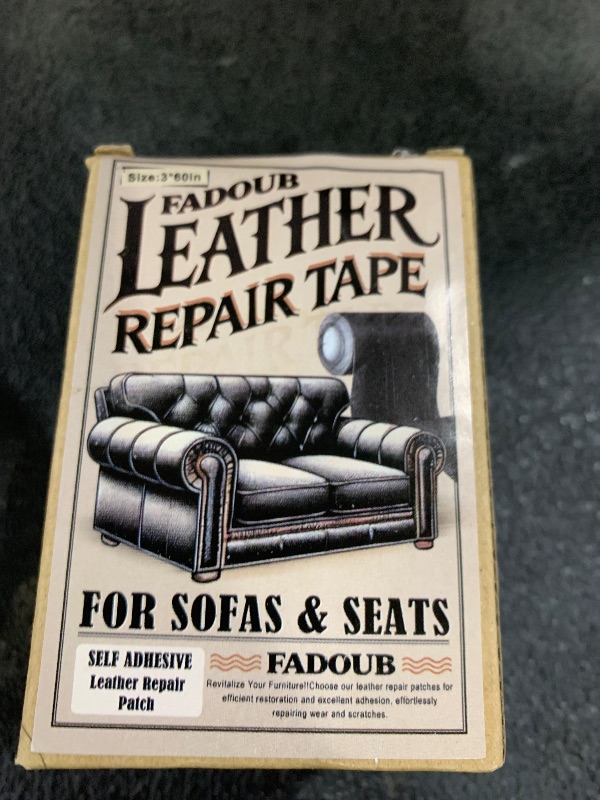 Size:3*60in
FADOUB
LEATHER
REPAIR TAPE
FOR SOFAS & SEATS
SELF ADHESIVE
Leather Repair
Patch
FADOUB
Revitalize Your Furniture!!Choose our leather repair patches for
efficient restoration and excellent adhesion, effortlessly
repairing wear and scratches.